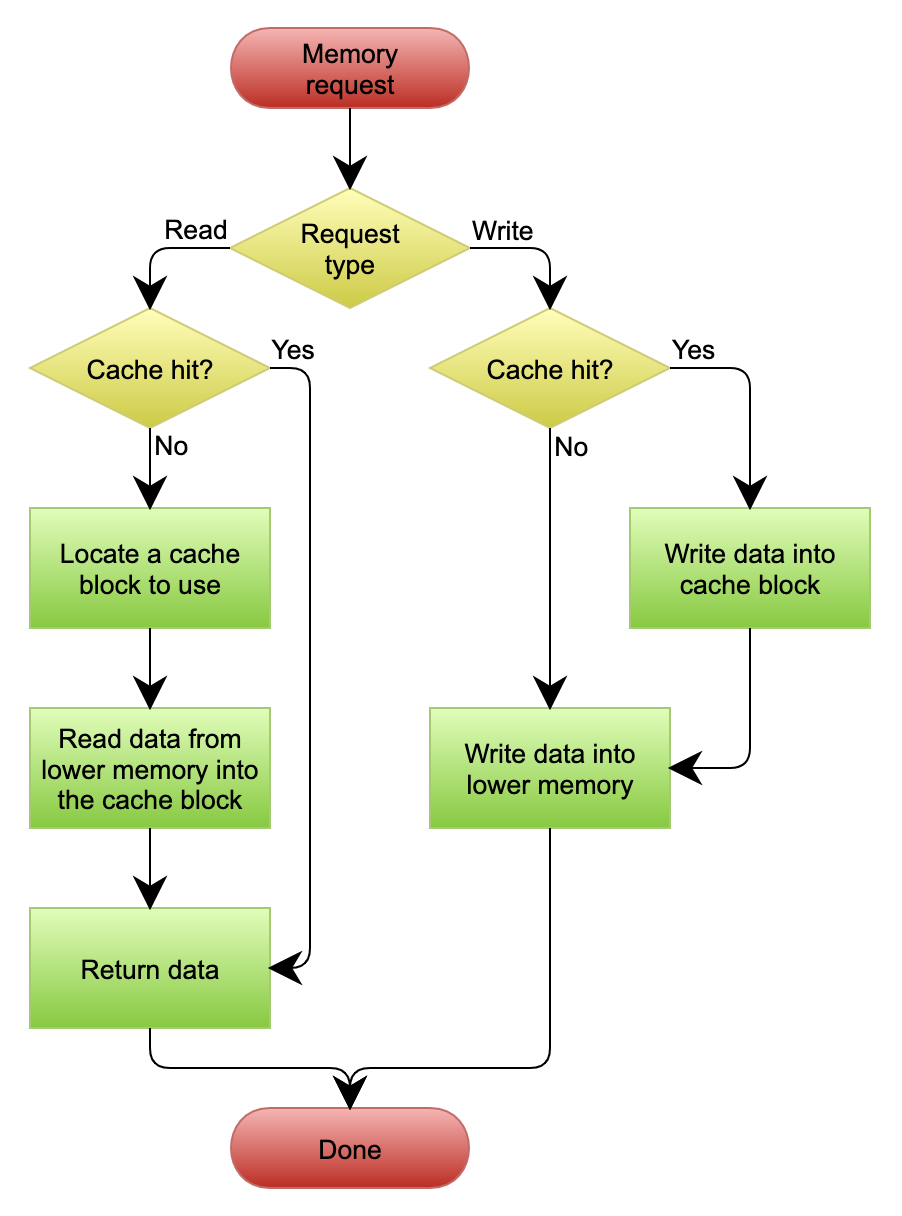 Memory
request
Read
Request
type
Write
Cache hit?
Yes
Cache hit?
Yes
No
No
Locate a cache
block to use
Write data into
cache block
Read data from
lower memory into
the cache block
Write data into
lower memory
Return data
Done